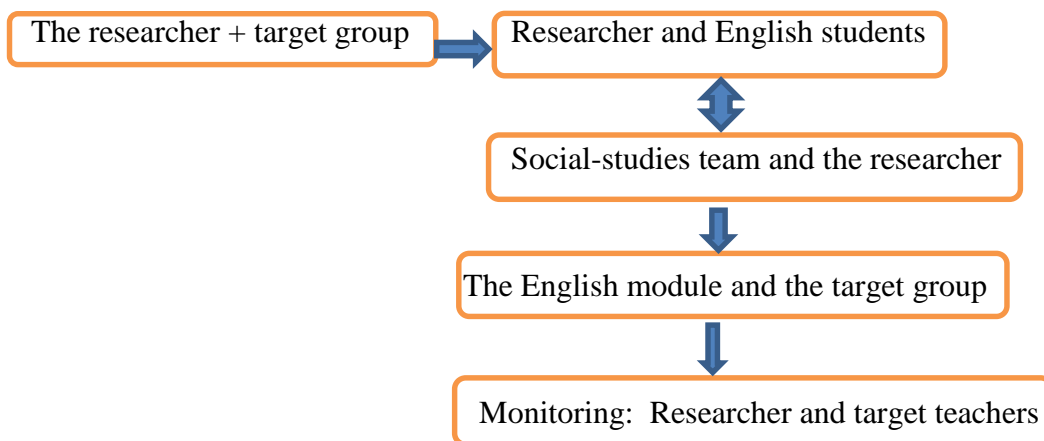 The researcher + target group
Researcher and English students
Social-studies team and the researcher
The English module and the target group
Monitoring: Researcher and target teachers